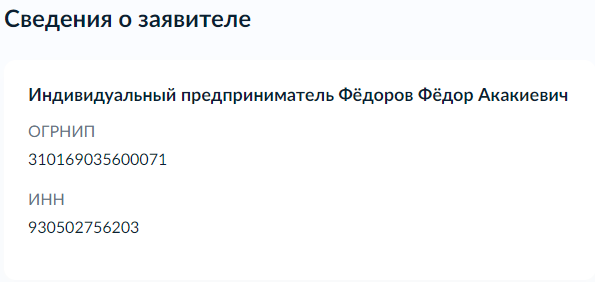 Сведения о заявителе
Индивидуальный предприниматель Фёдоров Фёдор Акакиевич
ОГРНИП
310169035600071
ИНН
930502756203